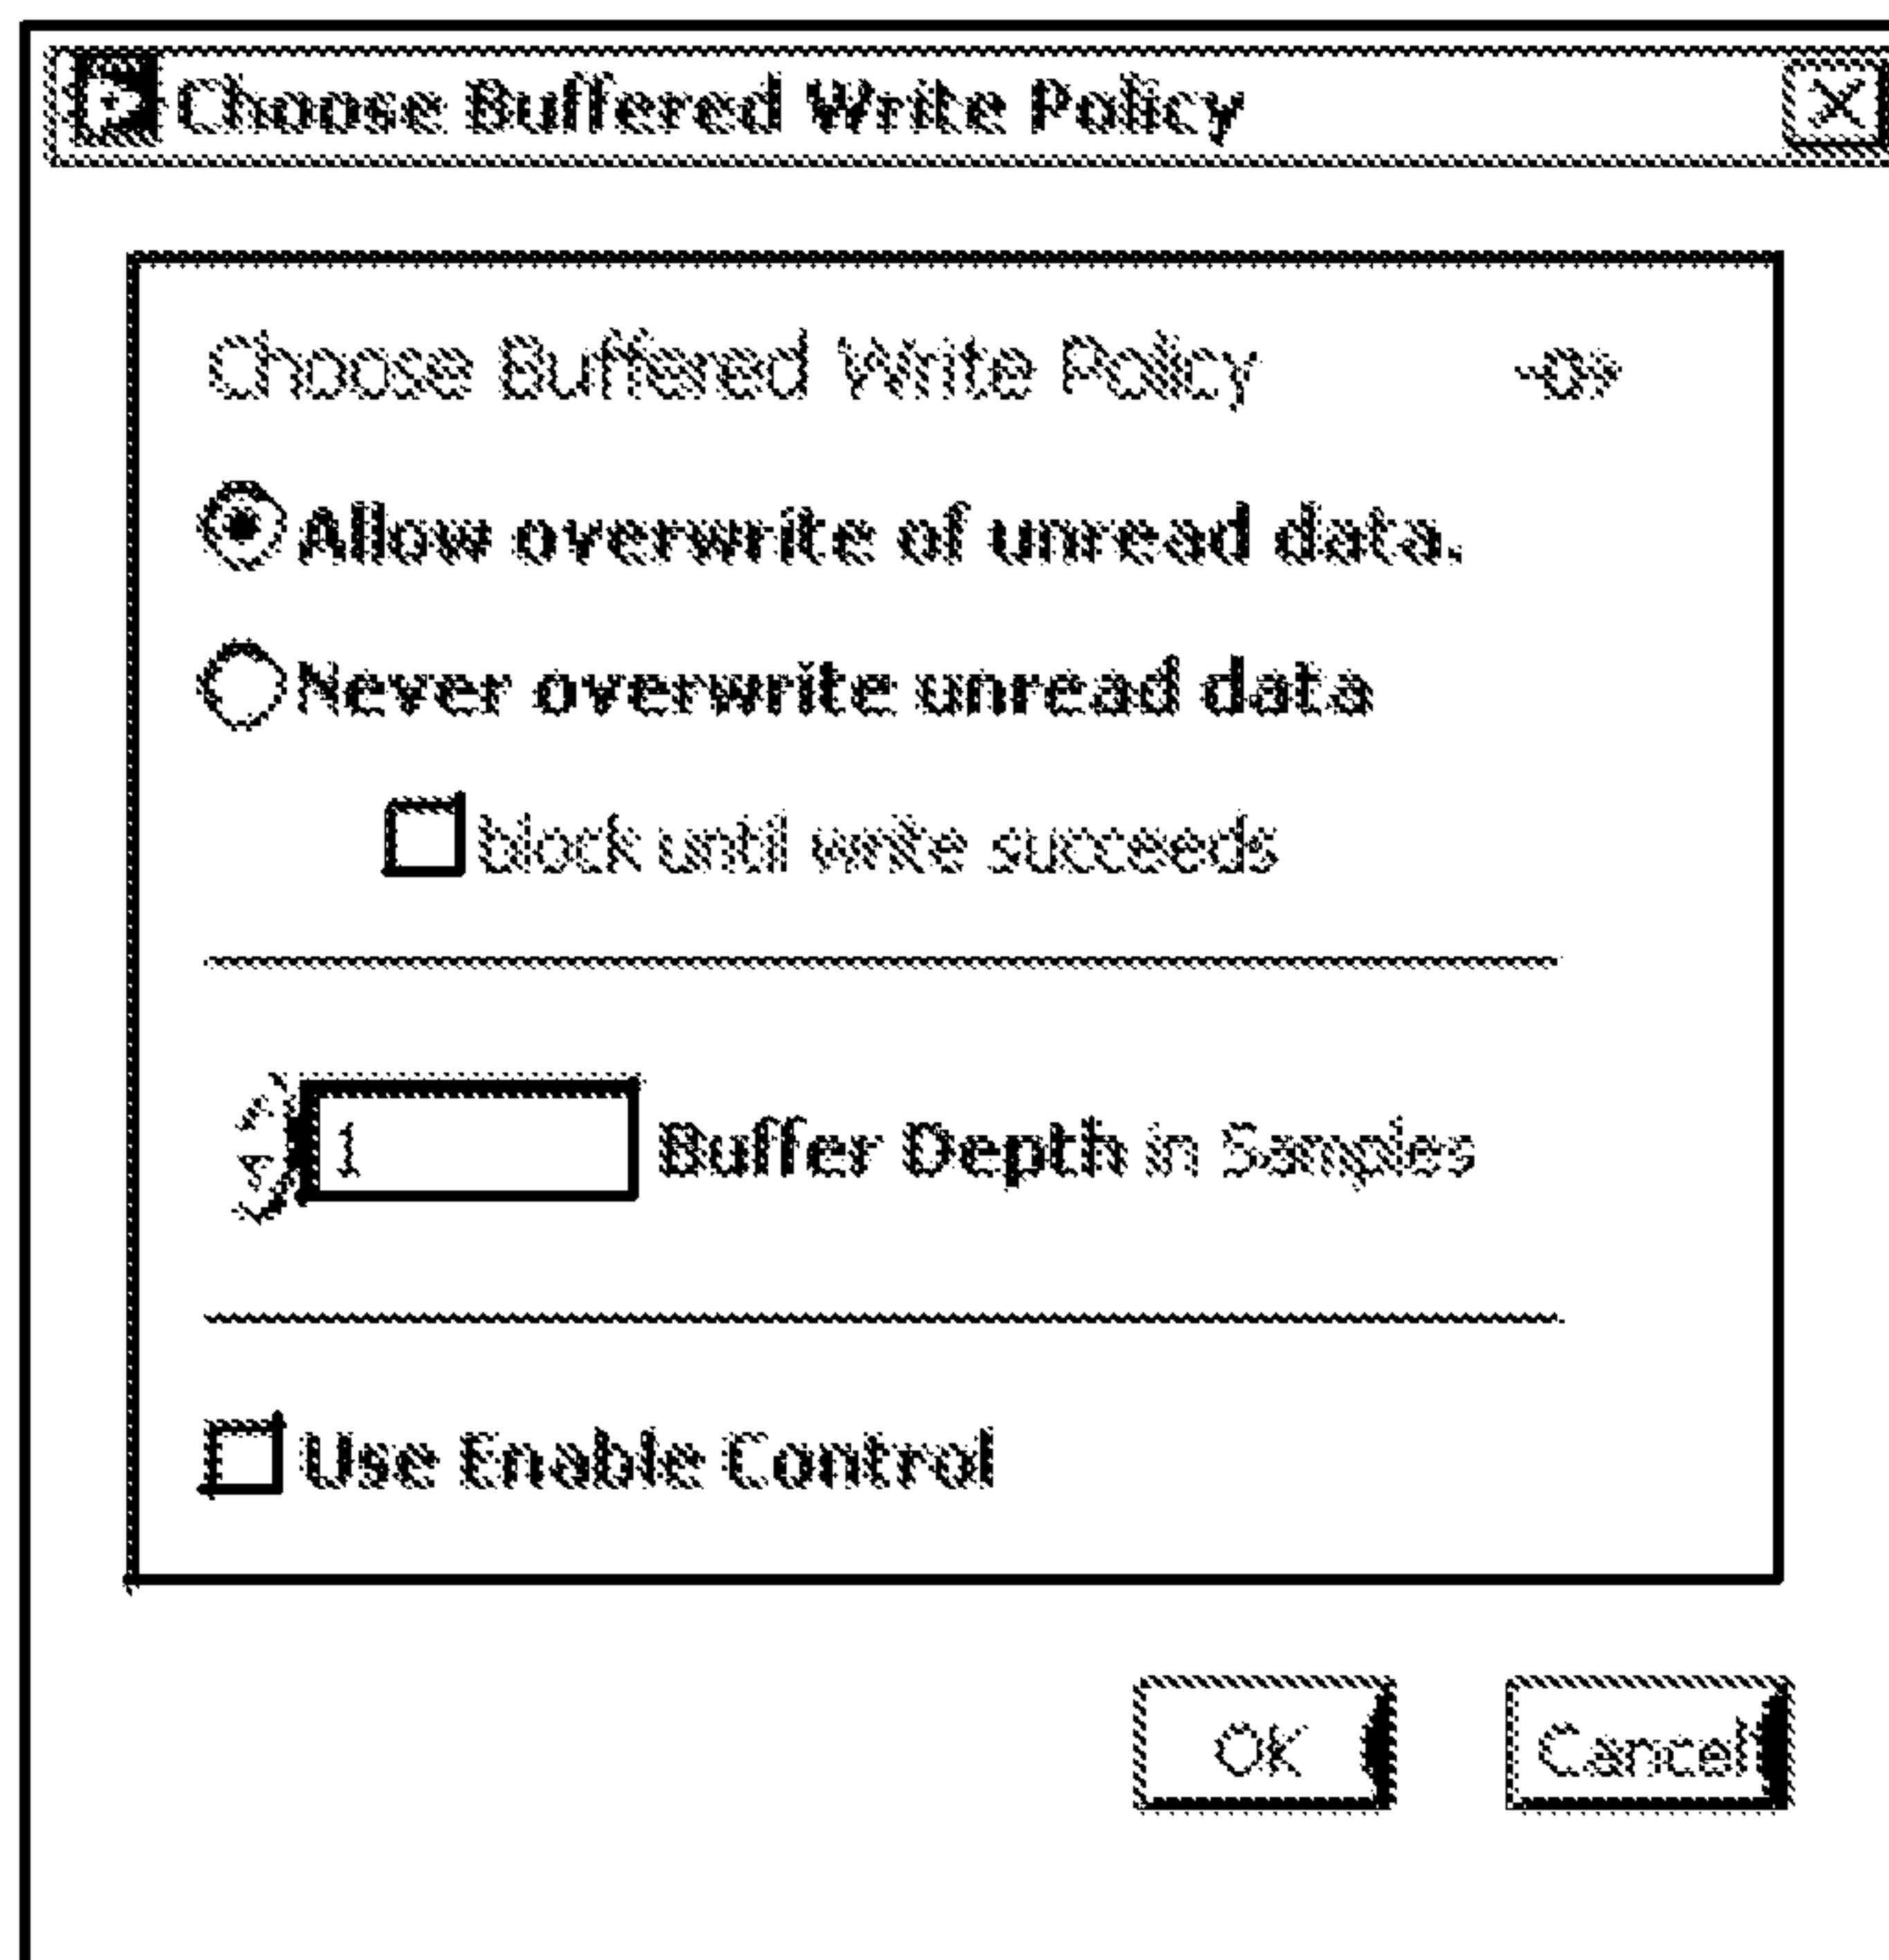 Choose Buffered Write Policy
Choose Buffered Write Policy
Allow overwrite of unread data.
Never overwrite unread data
block until write succeeds
1 Buffer Depth in Samples
Use Enable Control
OK Cancel